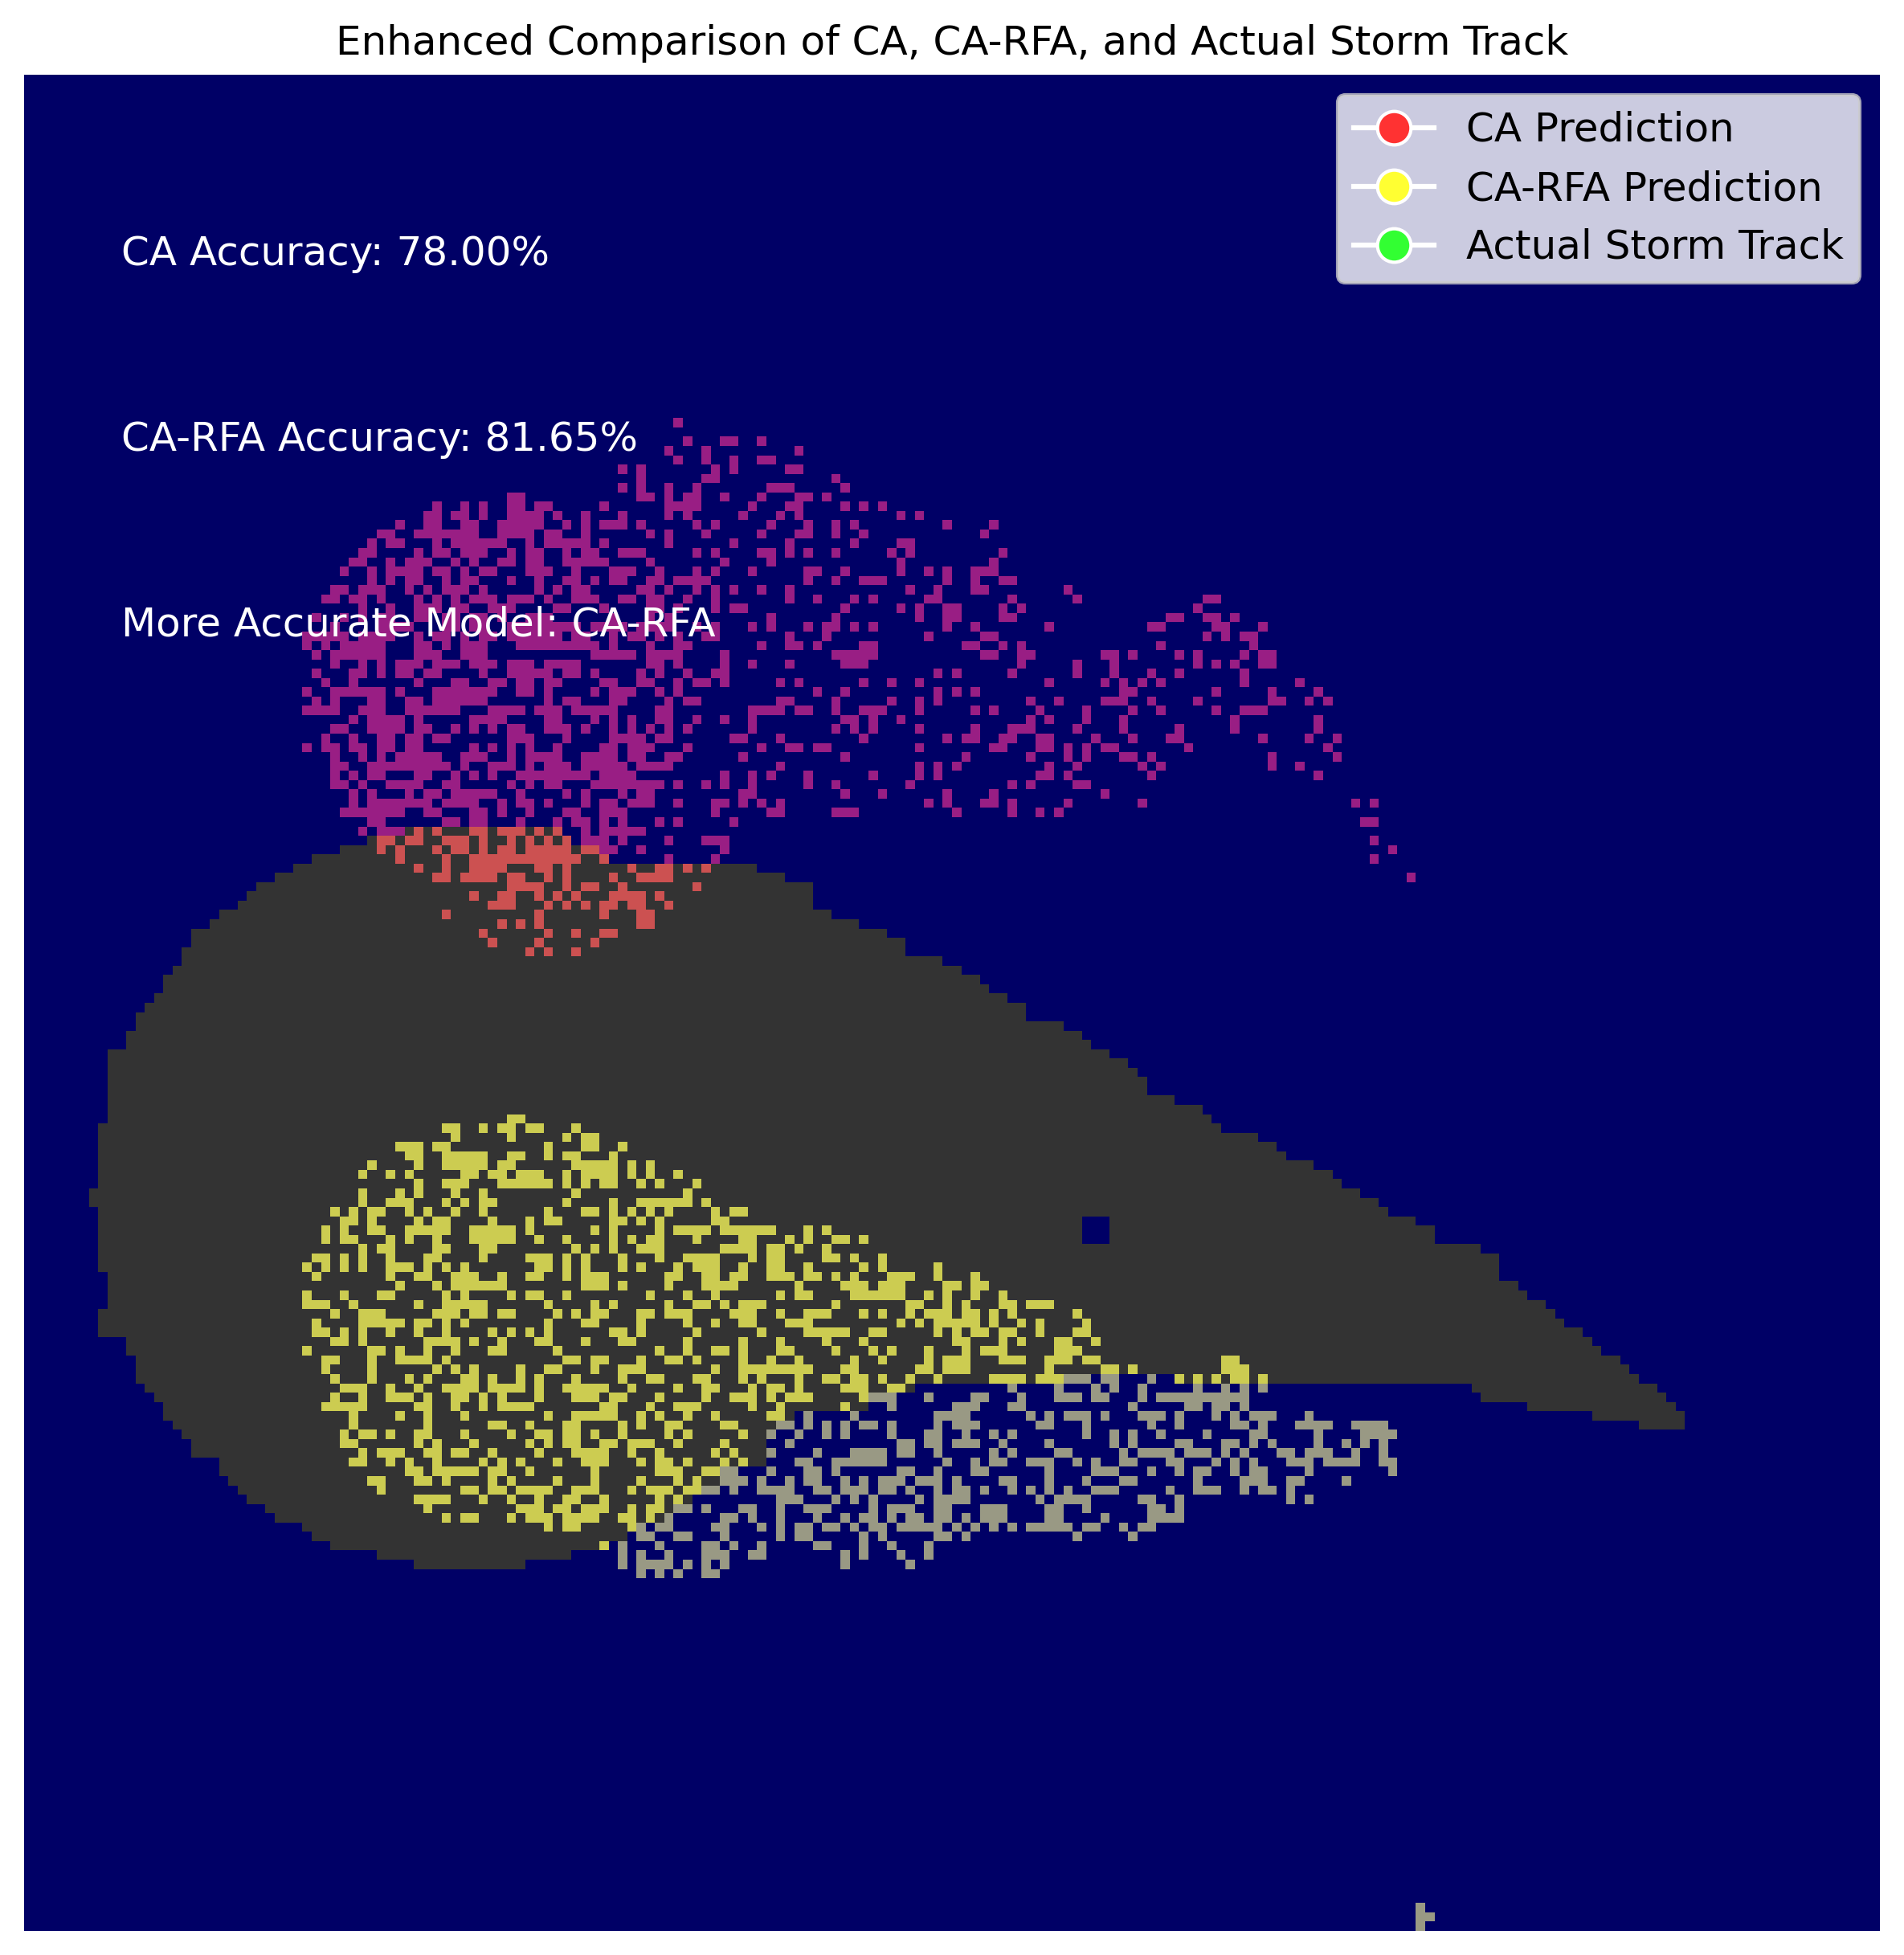 Enhanced Comparison of CA, CA-RFA, and Actual Storm Track
CA Prediction
CA-RFA Prediction
Actual Storm Track
CA Accuracy: 78.00%
CA-RFA Accuracy: 81.65%
More Accurate Model: CA-RFA